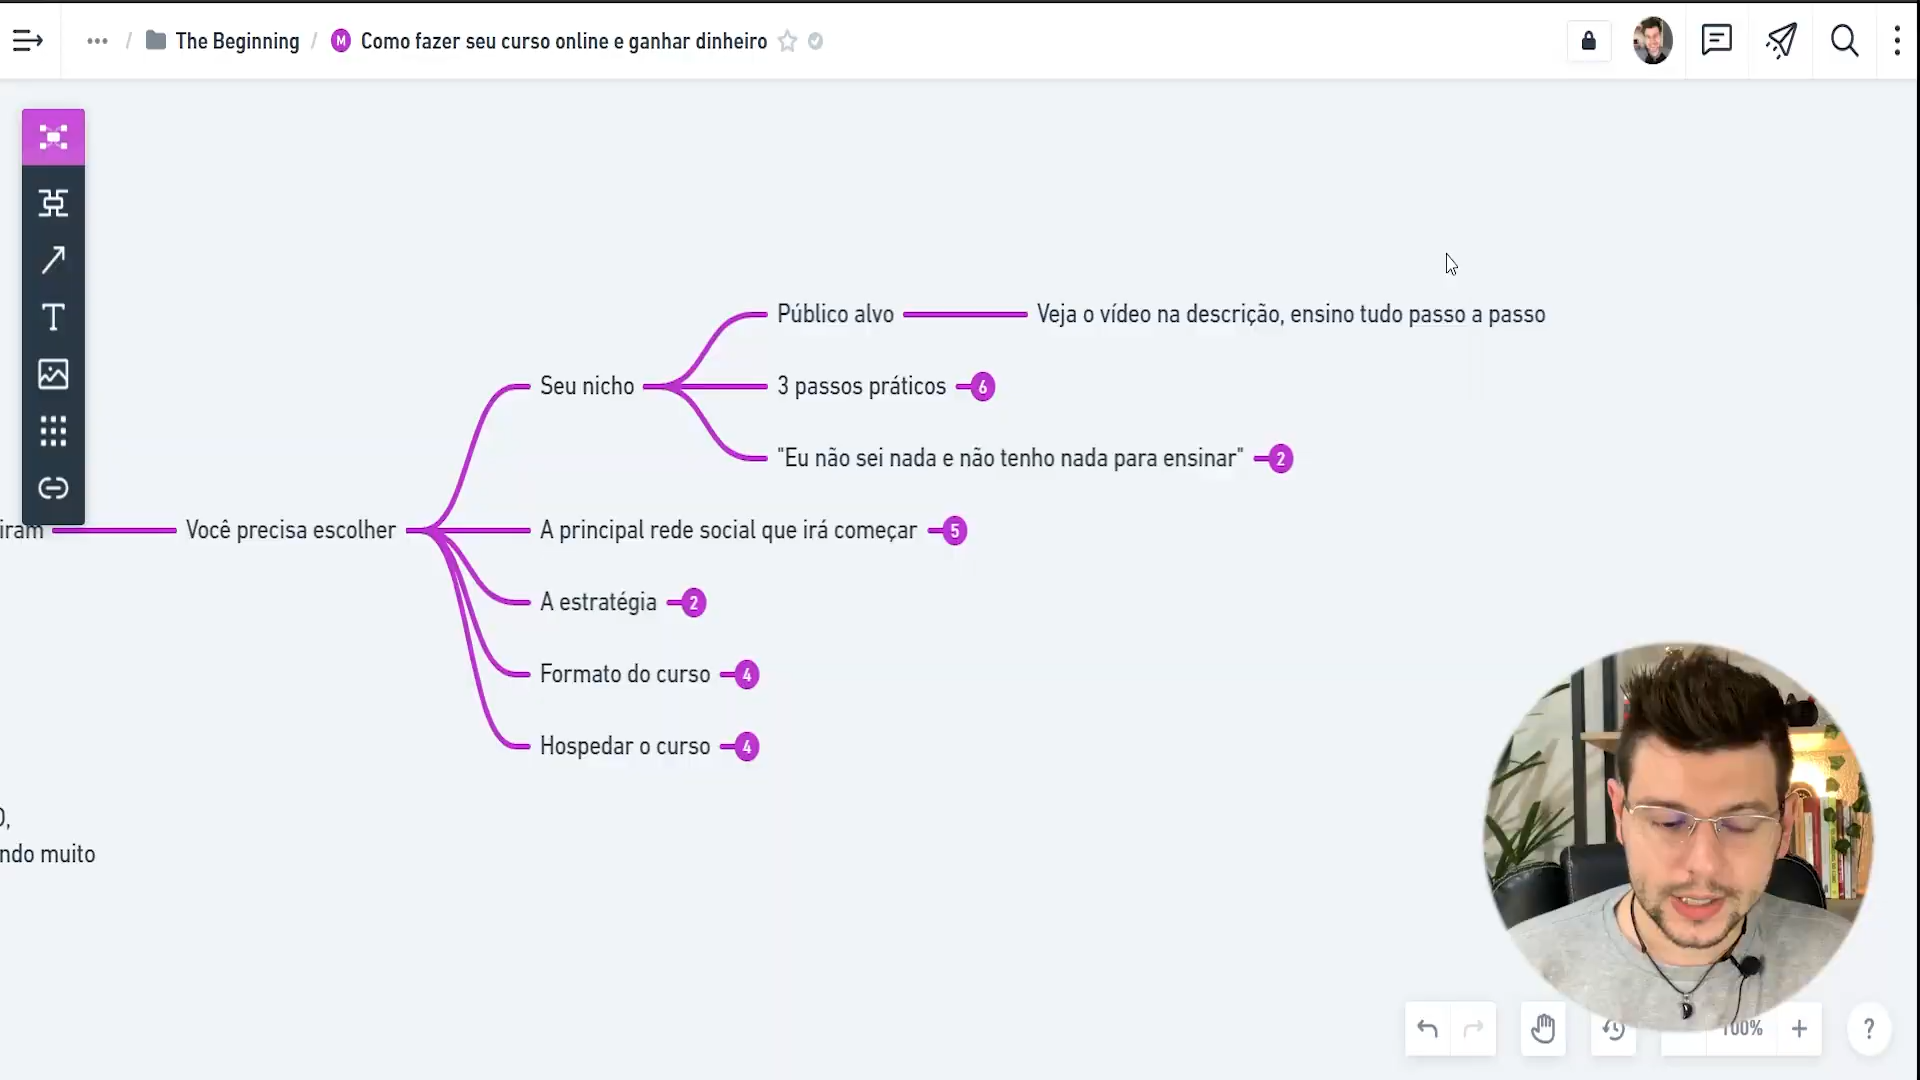 ... / The Beginning / M Como fazer seu curso online e ganhar dinheiro
T
Público alvo
Veja o vídeo na descrição, ensino tudo passo a passo
Seu nicho
3 passos práticos 6
"Eu não sei nada e não tenho nada para ensinar" 2
iram
Você precisa escolher
A principal rede social que irá começar 5
A estratégia 2
Formato do curso 4
Hospedar o curso 4
O,
ndo muito
100%
?